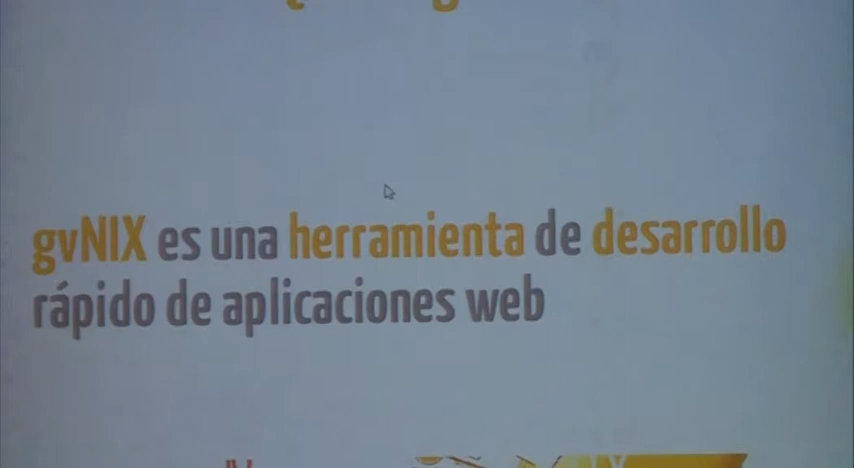 gvNIX es una herramienta de desarrollo
rápido de aplicaciones web